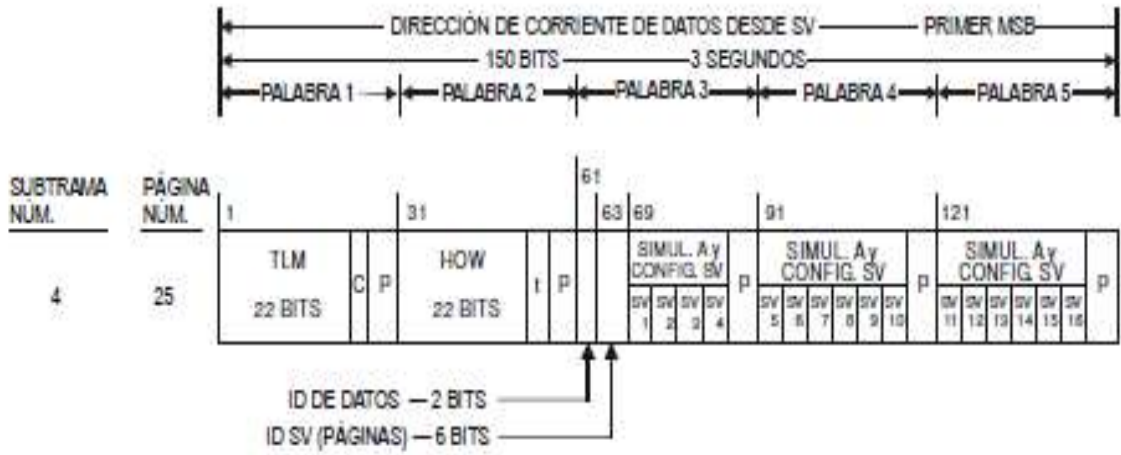 DIRECCIÓN DE CORRIENTE DE DATOS DESDE SV PRIMER MSB
150 BITS 3 SEGUNDOS
PALABRA 1 PALABRA 2 PALABRA 3 PALABRA 4 PALABRA 5
SUBTRAMA NÚM.
PÁGINA NÚM.
1 31 61 63 69 91 121
4
25
TLM
22 BITS
C
P
HOW
22 BITS
t
P
SIMUL. A y
CONFIG. SV
SV 1
SV 2
SV 3
SV 4
P
SIMUL. A y
CONFIG. SV
SV 5
SV 6
SV 7
SV 8
SV 9
SV 10
P
SIMUL. A y
CONFIG. SV
SV 11
SV 12
SV 13
SV 14
SV 15
SV 16
P
ID DE DATOS — 2 BITS
ID SV (PÁGINAS) — 6 BITS